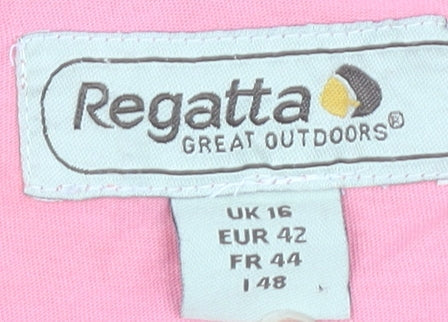 Regatta
GREAT OUTDOORS®
UK 16
EUR 42
FR 44
I 48